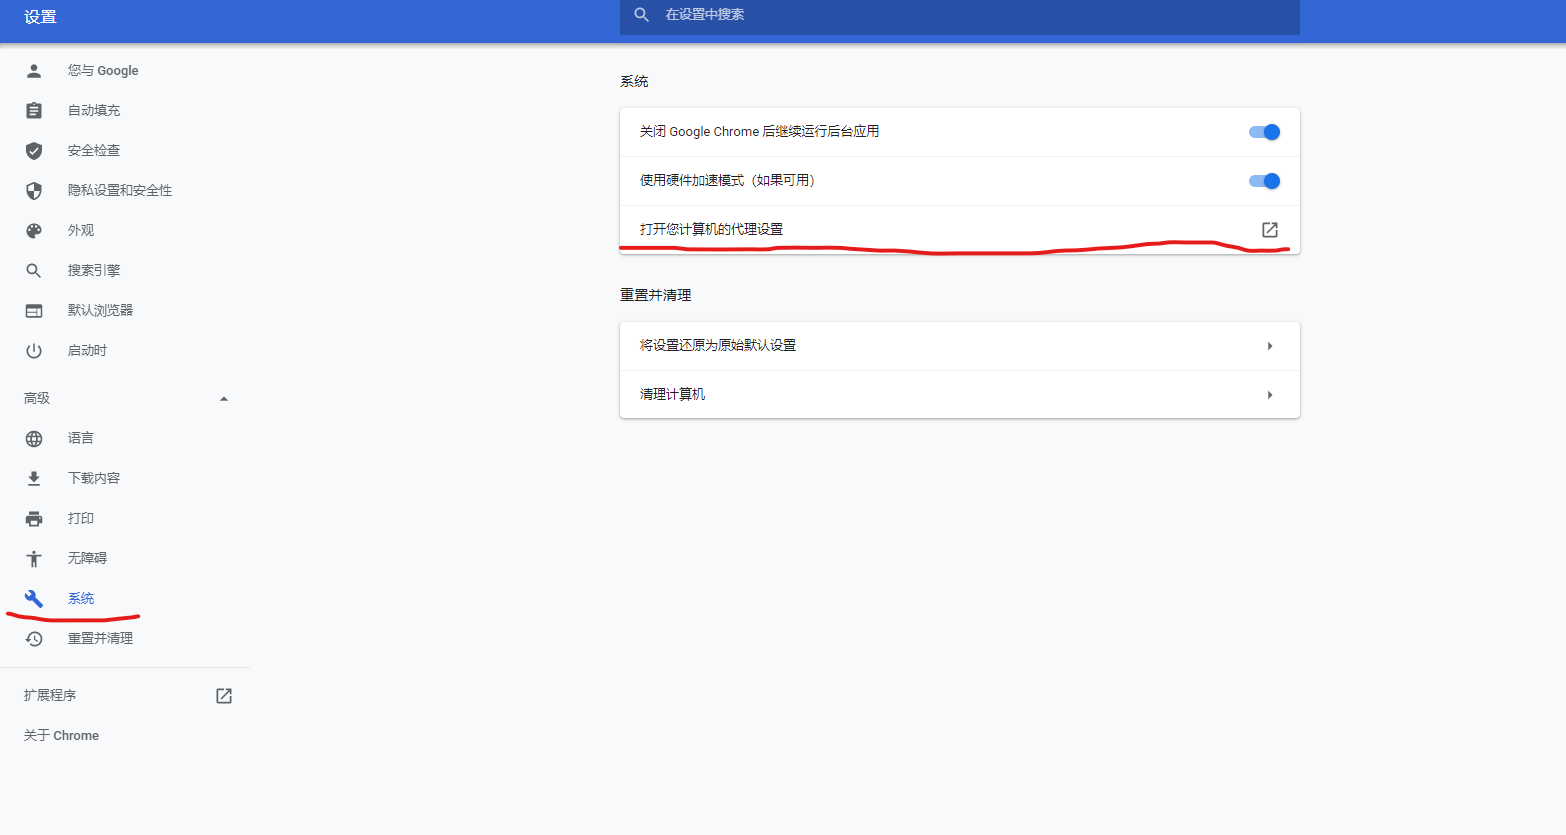 设置
在设置中搜索
您与 Google
自动填充
安全检查
隐私设置和安全性
外观
搜索引擎
默认浏览器
启动时
高级
语言
下载内容
打印
无障碍
系统
重置并清理
扩展程序
关于 Chrome
系统
关闭 Google Chrome 后继续运行后台应用
使用硬件加速模式（如果可用）
打开您计算机的代理设置
重置并清理
将设置还原为原始默认设置
清理计算机